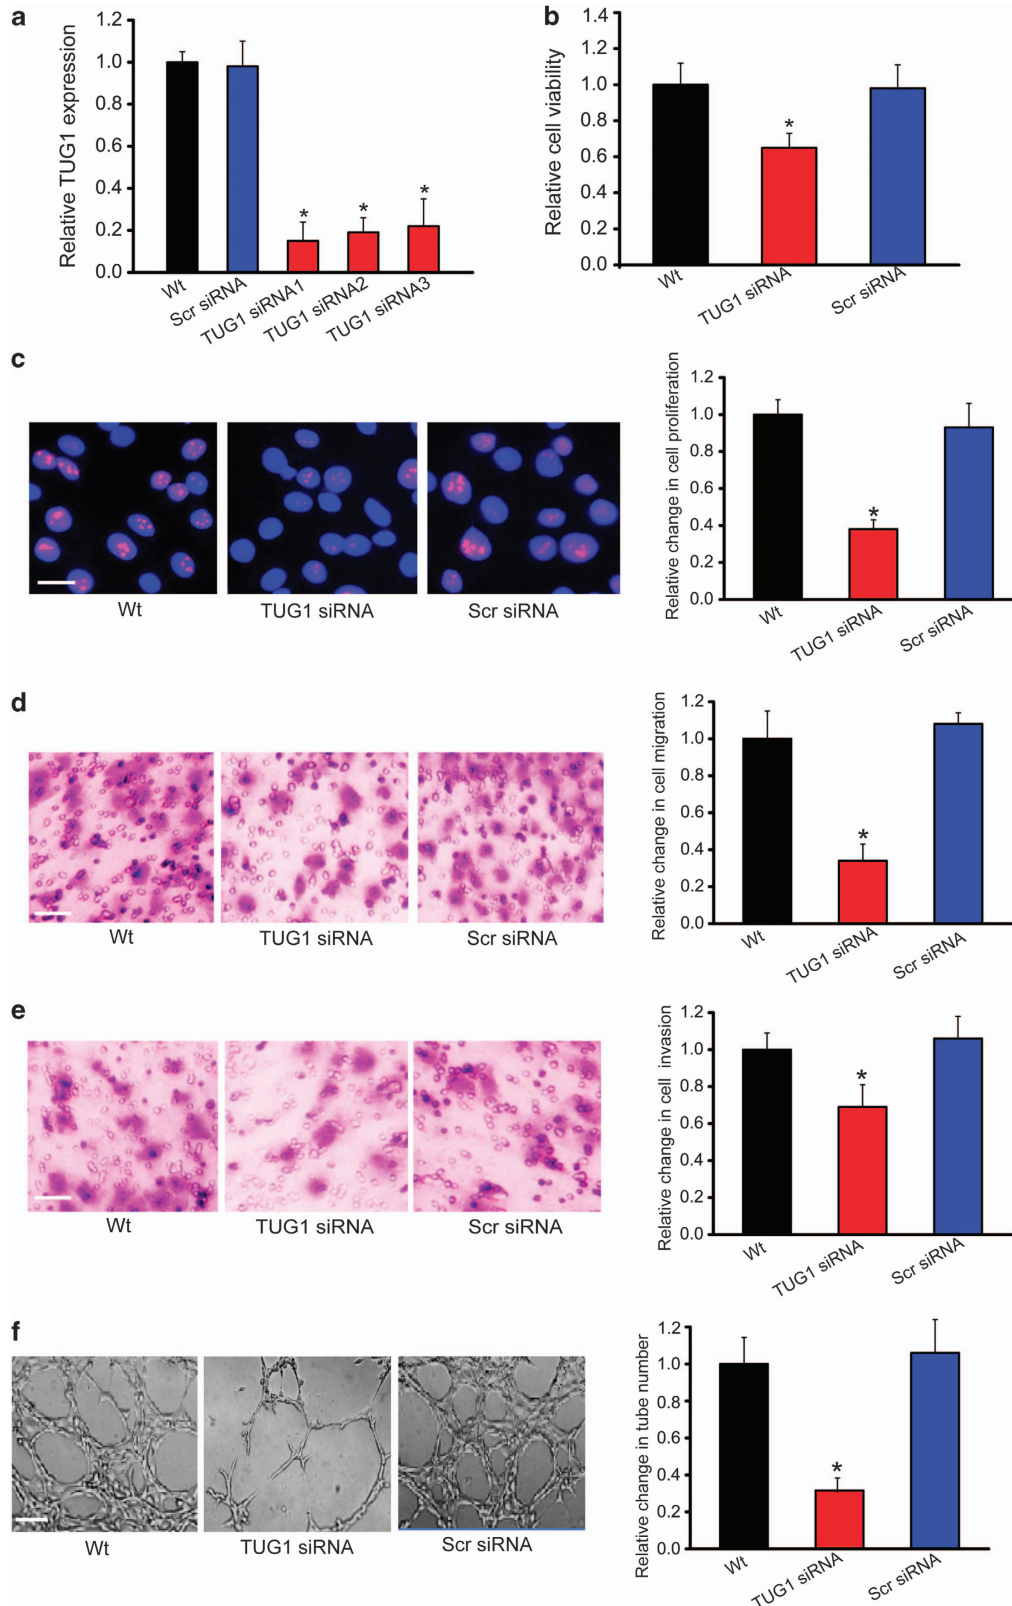 a
Relative TUG1 expression
1.2
1.0
0.8
0.6
0.4
0.2
0.0
*
*
*
Wt
Scr siRNA
TUG1 siRNA1
TUG1 siRNA2
TUG1 siRNA3
b
Relative cell viability
1.4
1.2
1.0
0.8
0.6
0.4
0.2
0.0
*
Wt
TUG1 siRNA
Scr siRNA
c
Wt
TUG1 siRNA
Scr siRNA
Relative change in cell proliferation
1.2
1.0
0.8
0.6
0.4
0.2
0.0
*
Wt
TUG1 siRNA
Scr siRNA
d
Wt
TUG1 siRNA
Scr siRNA
Relative change in cell migration
1.2
1.0
0.8
0.6
0.4
0.2
0.0
*
Wt
TUG1 siRNA
Scr siRNA
e
Wt
TUG1 siRNA
Scr siRNA
Relative change in cell invasion
1.2
1.0
0.8
0.6
0.4
0.2
0.0
*
Wt
TUG1 siRNA
Scr siRNA
f
Wt
TUG1 siRNA
Scr siRNA
Relative change in tube number
1.2
1.0
0.8
0.6
0.4
0.2
0.0
*
Wt
TUG1 siRNA
Scr siRNA